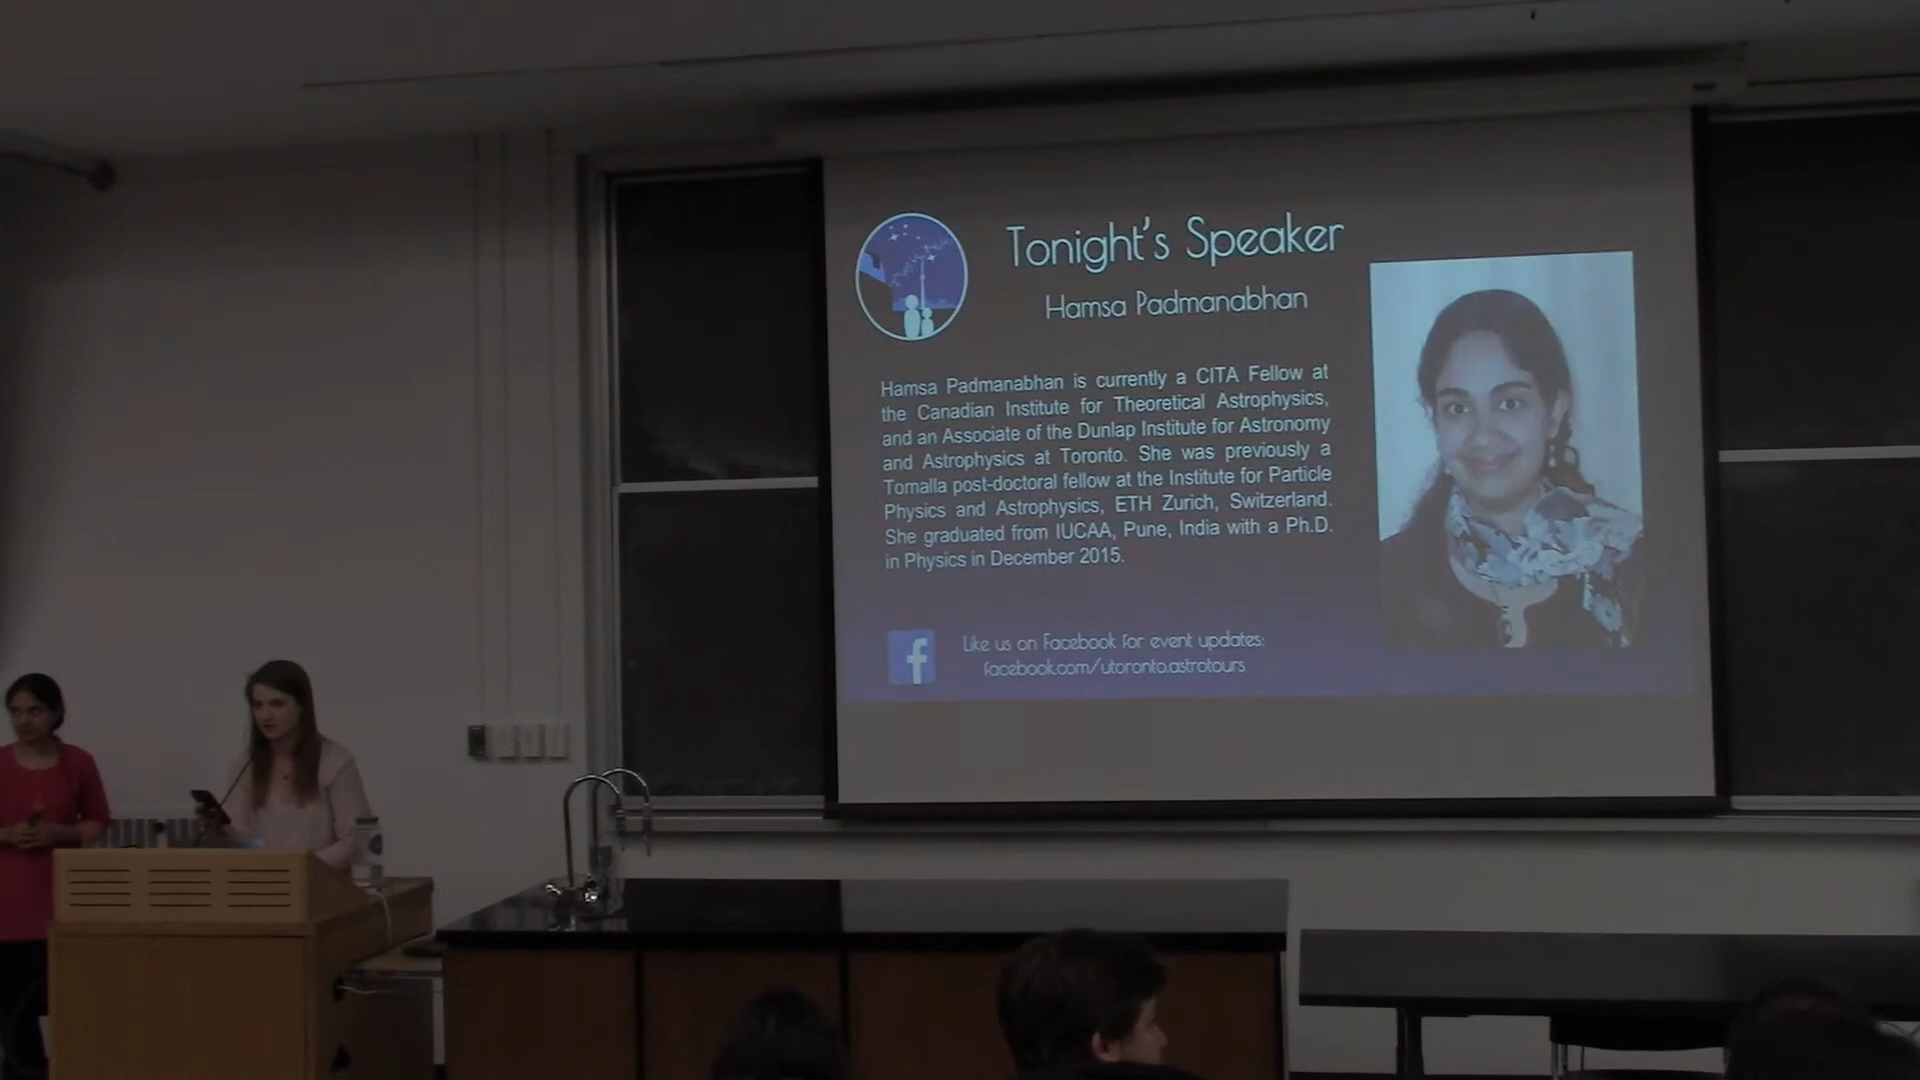 Tonight's Speaker
Hamsa Padmanabhan
Hamsa Padmanabhan is currently a CITA Fellow at
the Canadian Institute for Theoretical Astrophysics,
and an Associate of the Dunlap Institute for Astronomy
and Astrophysics at Toronto. She was previously a
Tomalla post-doctoral fellow at the Institute for Particle
Physics and Astrophysics, ETH Zurich, Switzerland.
She graduated from IUCAA, Pune, India with a Ph.D.
in Physics in December 2015.
f
Like us on Facebook for event updates:
facebook.com/utoronto.astrotours